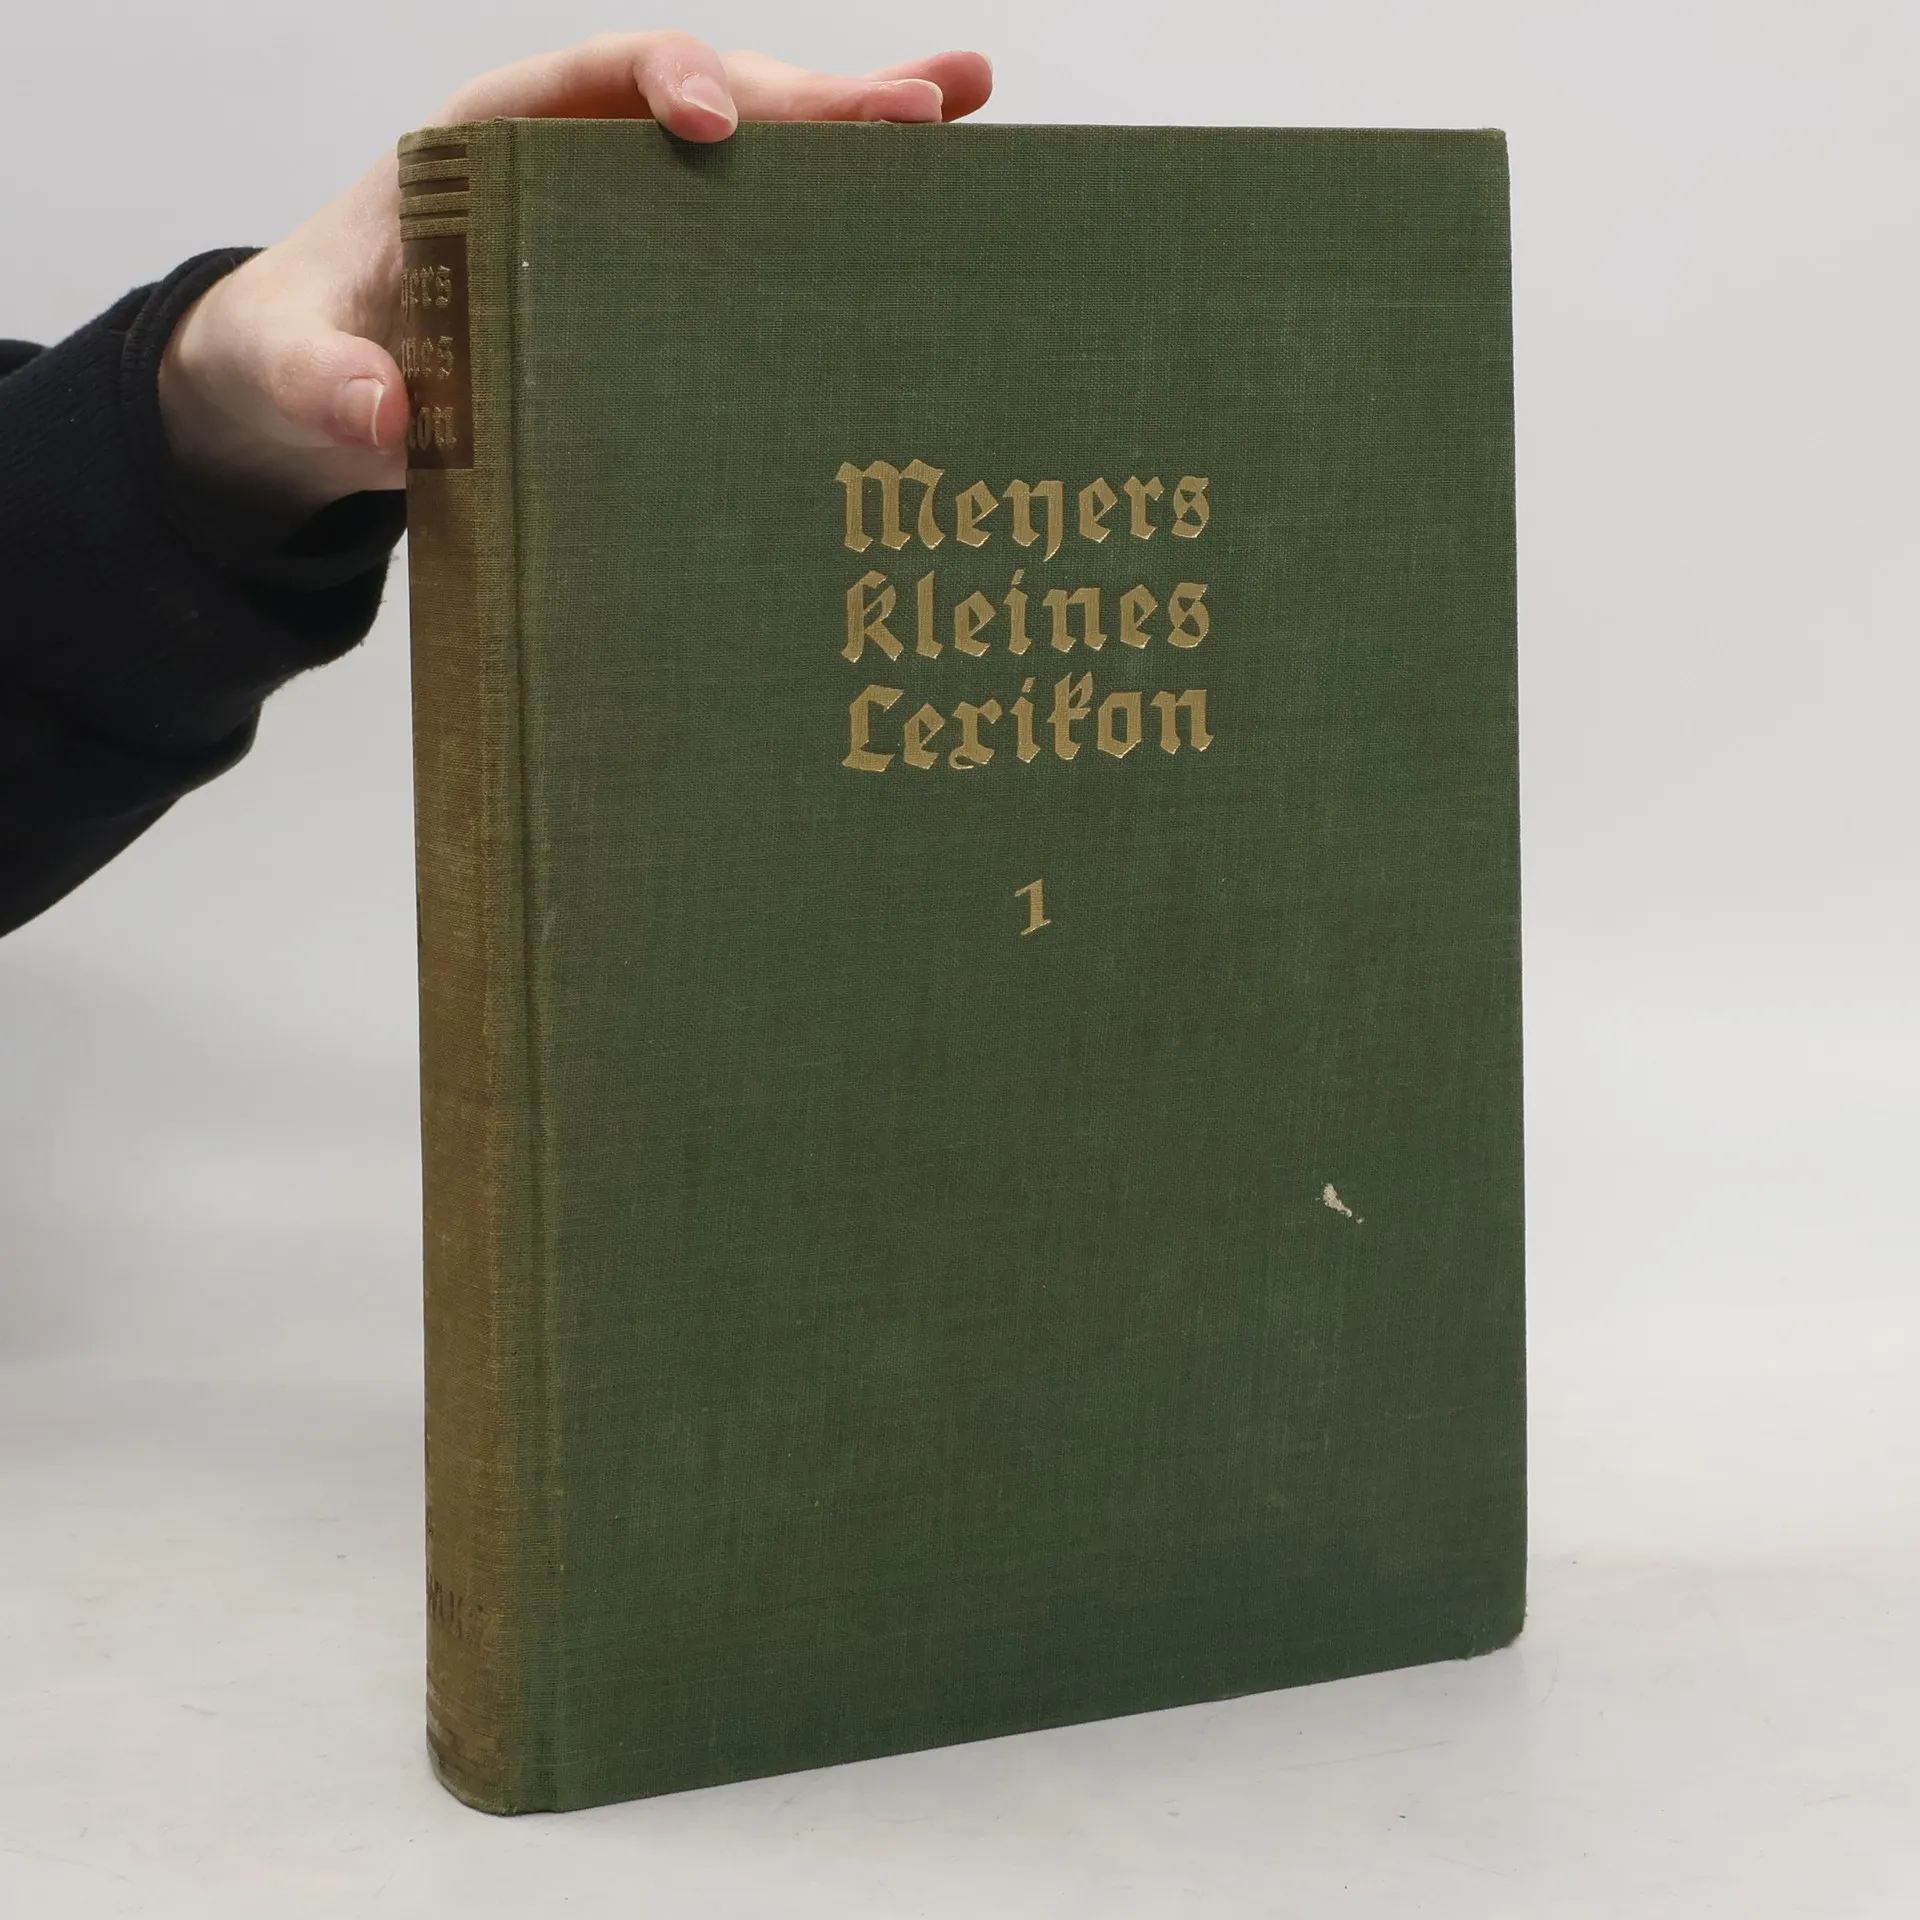 Meyers
Kleines
Lexikon
1